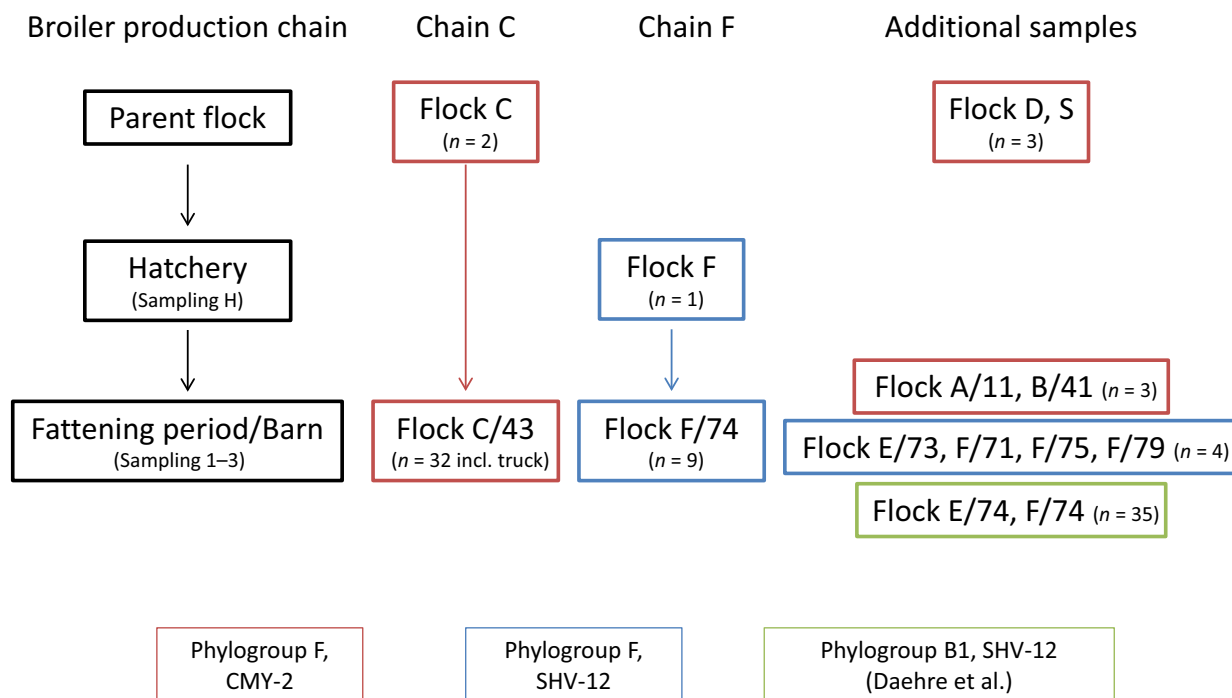 Broiler production chain
Chain C
Chain F
Additional samples
Parent flock
Flock C
(n = 2)
Flock D, S
(n = 3)
Hatchery
(Sampling H)
Flock F
(n = 1)
Flock A/11, B/41 (n = 3)
Fattening period/Barn
(Sampling 1–3)
Flock C/43
(n = 32 incl. truck)
Flock F/74
(n = 9)
Flock E/73, F/71, F/75, F/79 (n = 4)
Flock E/74, F/74 (n = 35)
Phylogroup F,
CMY-2
Phylogroup F,
SHV-12
Phylogroup B1, SHV-12
(Daehre et al.)